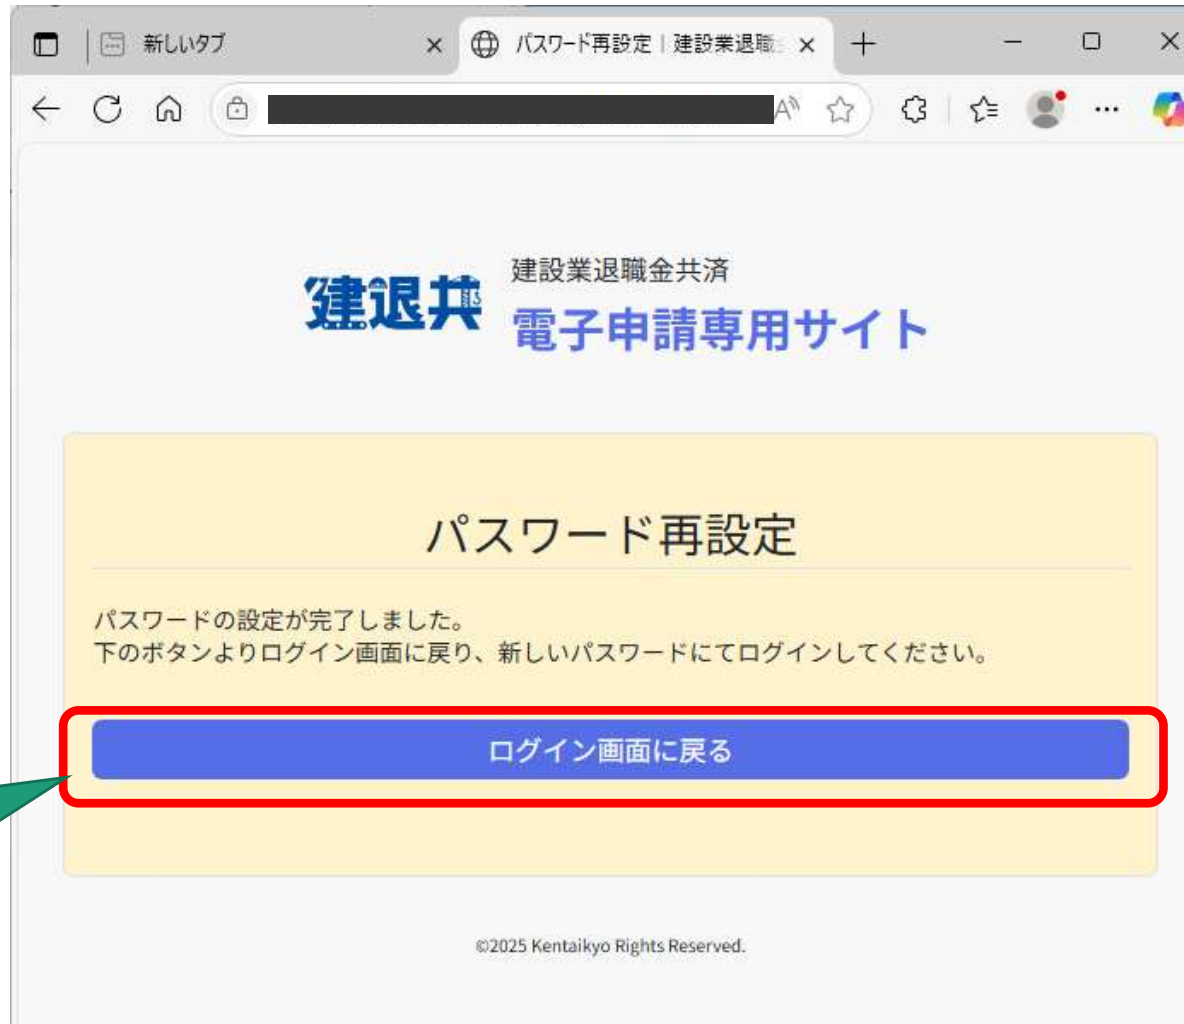 新しいタブ
パスワード再設定 | 建設業退職
建退共
建設業退職金共済
電子申請専用サイト
パスワード再設定
パスワードの設定が完了しました。
下のボタンよりログイン画面に戻り、新しいパスワードにてログインしてください。
ログイン画面に戻る
©2025 Kentaikyo Rights Reserved.